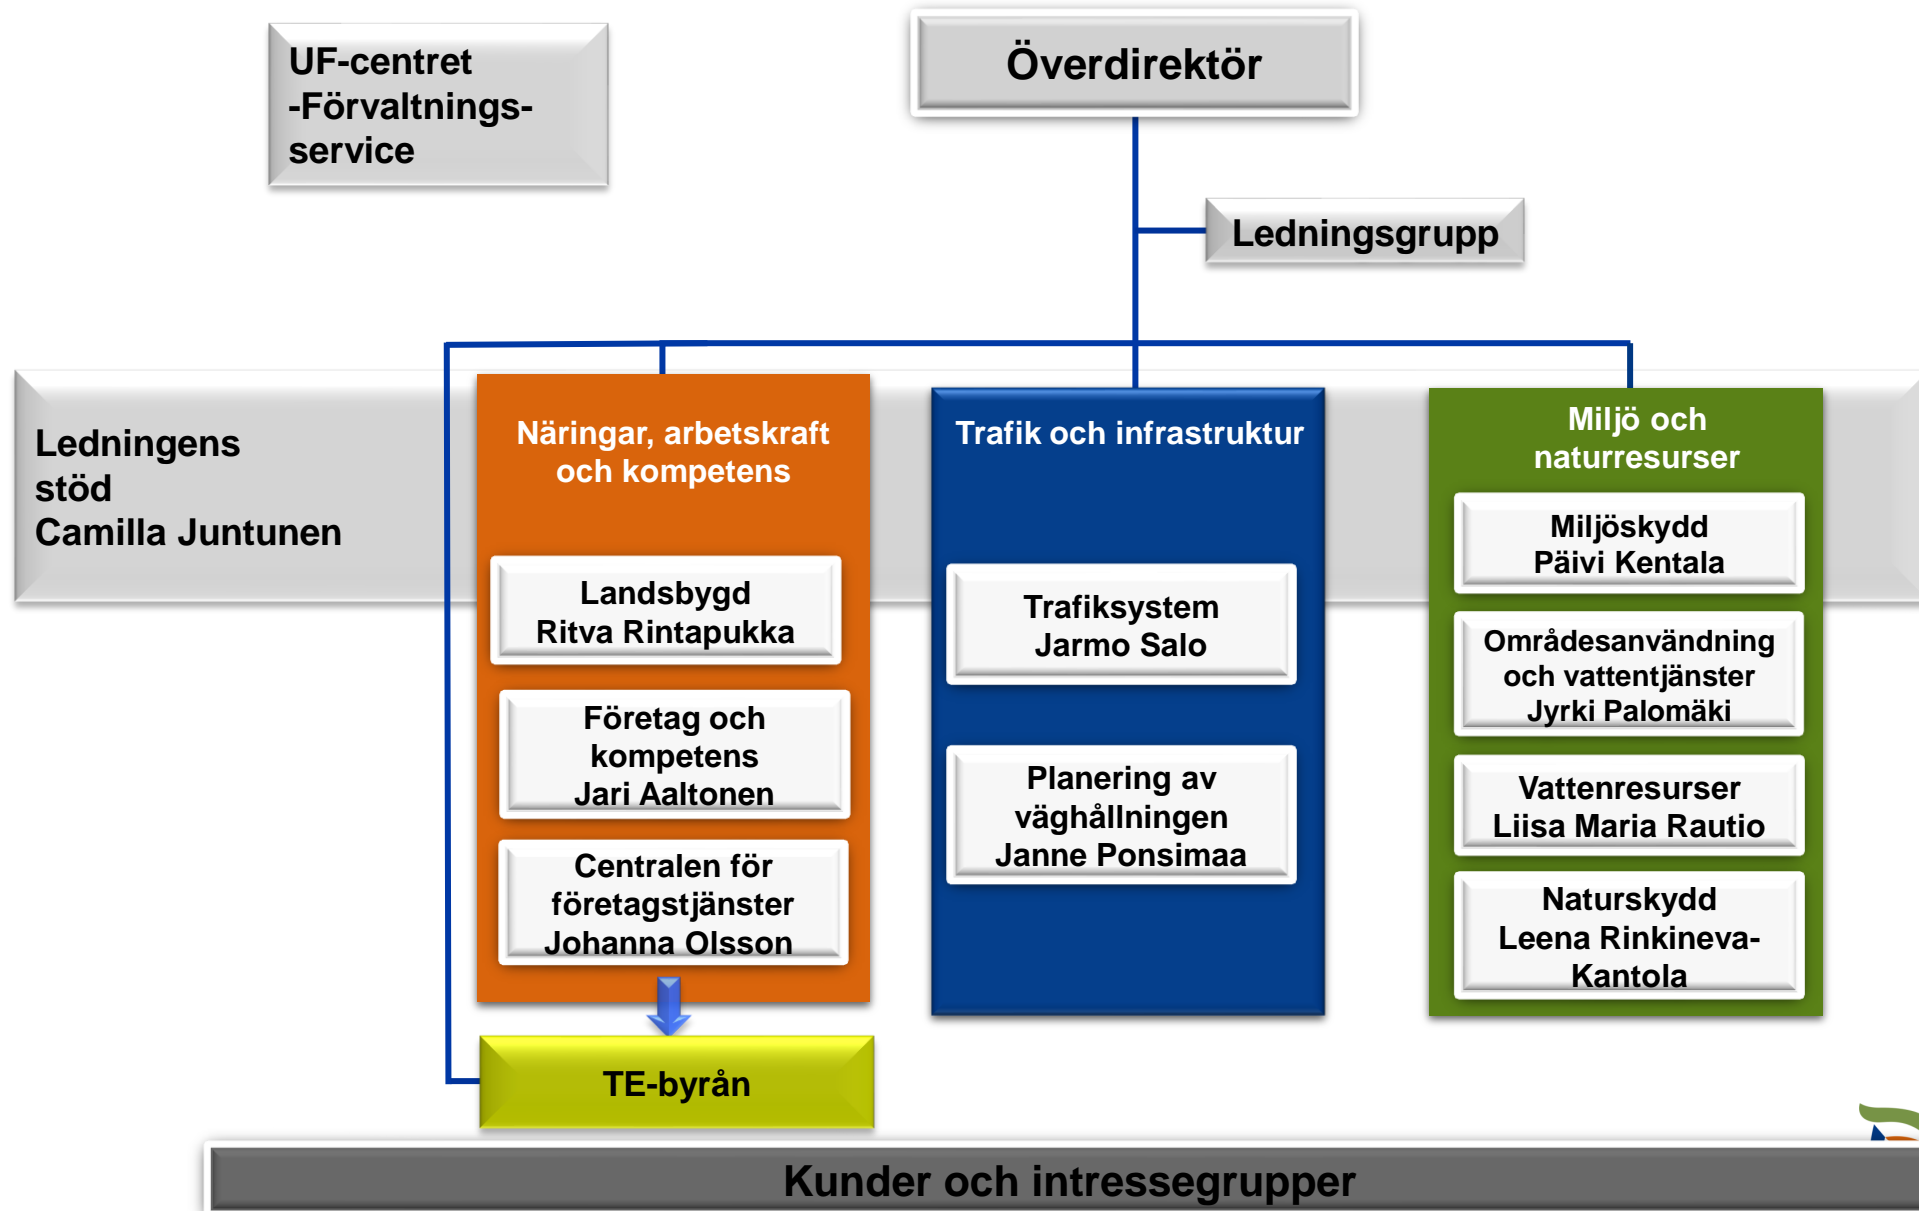 UF-centret
-Förvaltnings-
service
Överdirektör
Ledningsgrupp
Ledningens
stöd
Camilla Juntunen
Näringar, arbetskraft
och kompetens
Landsbygd
Ritva Rintapukka
Företag och
kompetens
Jari Aaltonen
Centralen för
företagstjänster
Johanna Olsson
TE-byrån
Trafik och infrastruktur
Trafiksystem
Jarmo Salo
Planering av
väghållningen
Janne Ponsimaa
Miljö och
naturresurser
Miljöskydd
Päivi Kentala
Områdesanvändning
och vattentjänster
Jyrki Palomäki
Vattenresurser
Liisa Maria Rautio
Naturskydd
Leena Rinkineva-
Kantola
Kunder och intressegrupper